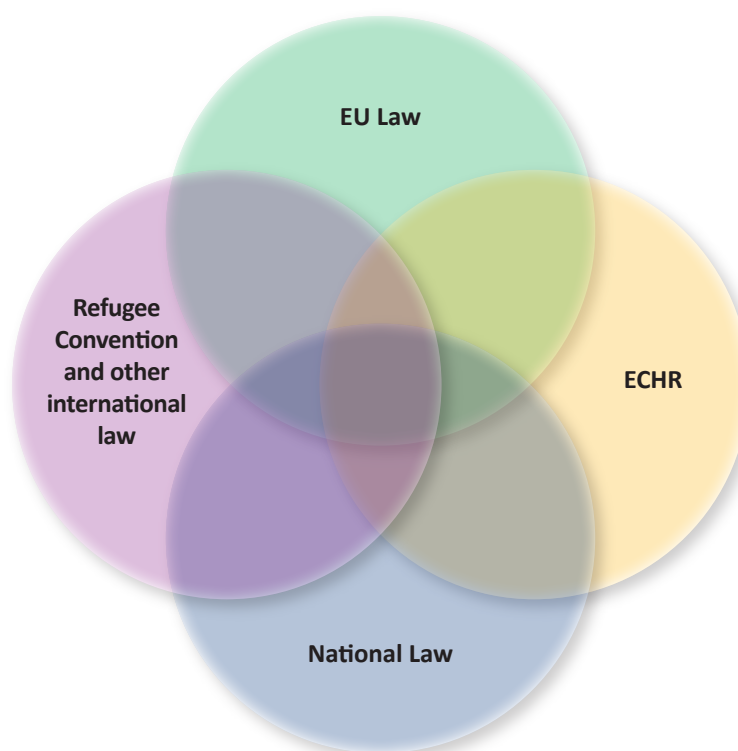 EU Law
Refugee
Convention
and other
international
law
ECHR
National Law